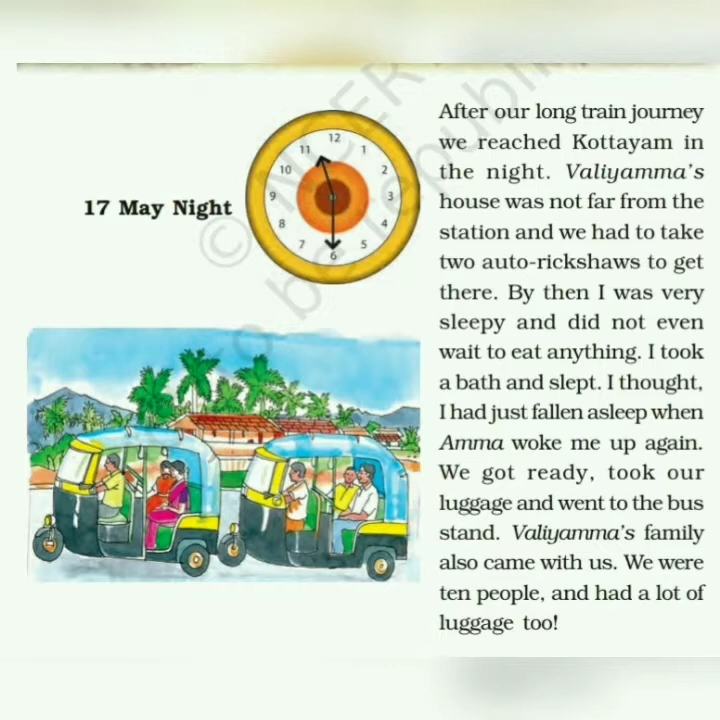 17 May Night
12
1
2
3
4
5
6
7
8
9
10
11
After our long train journey
we reached Kottayam in
the night. Valiyamma's
house was not far from the
station and we had to take
two auto-rickshaws to get
there. By then I was very
sleepy and did not even
wait to eat anything. I took
a bath and slept. I thought,
I had just fallen asleep when
Amma woke me up again.
We got ready, took our
luggage and went to the bus
stand. Valiyamma's family
also came with us. We were
ten people, and had a lot of
luggage too!